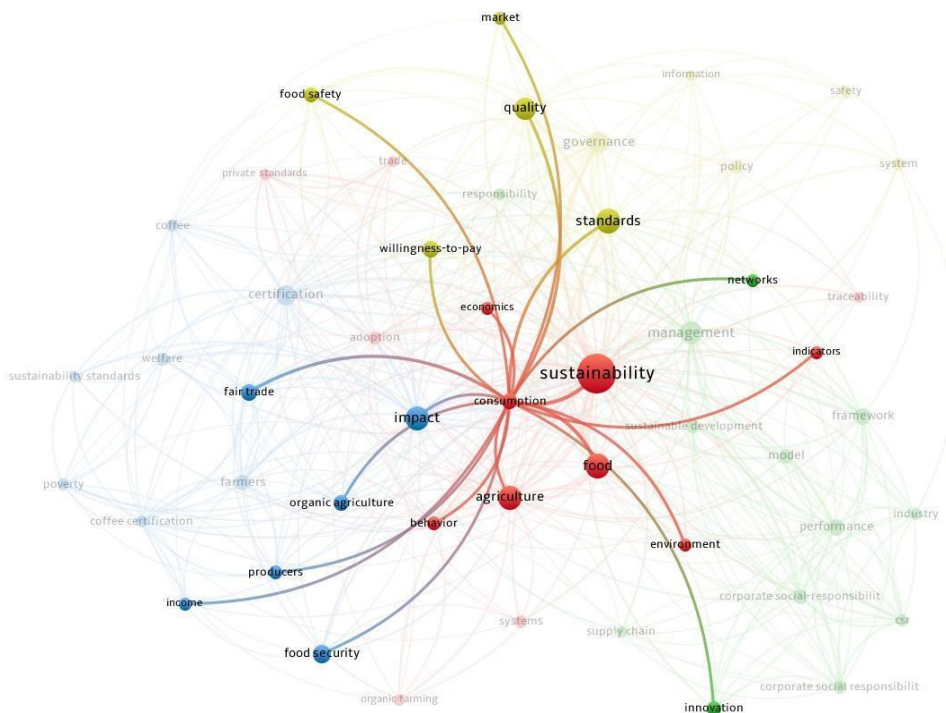 market
information
safety
food safety
quality
governance
trade
system
policy
private standards
responsibility
standards
coffee
willingness-to-pay
networks
certification
traceability
economics
management
adoption
indicators
welfare
sustainability
sustainability standards
fair trade
consumption
impact
framework
sustainable development
model
food
farmers
poverty
agriculture
organic agriculture
industry
coffee certification
behavior
performance
environment
producers
corporate social-responsibilit
income
systems
csr
supply chain
food security
corporate social responsibilit
organic farming
innovation